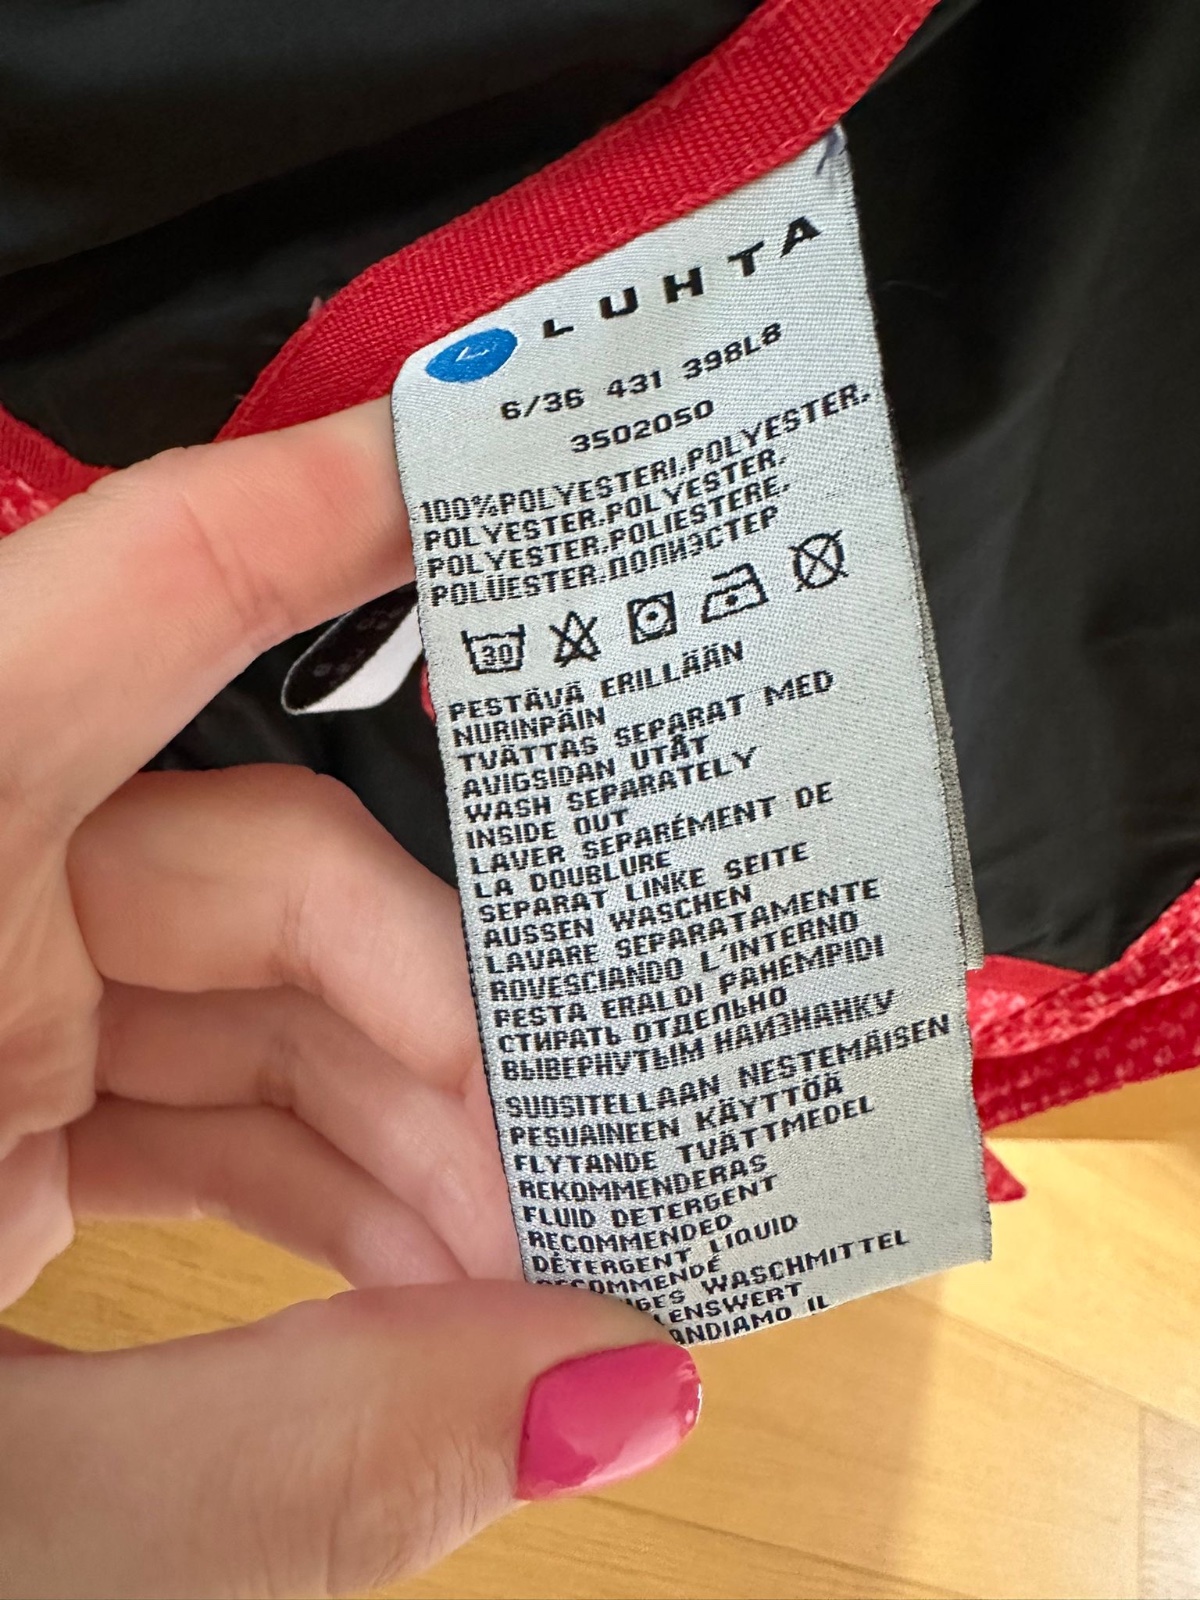 LUHTA
6/36 431 398L8
3502050
100%POLYESTERI.POLYESTER.
POLYESTER.POLYESTER.
POLYESTER.POLIESTERE.
POLÜESTER.ПОЛИЭСТЕР
30
PESTÄVÄ ERILLÄÄN
NURINPÄIN
TVÄTTAS SEPARAT MED
AVIGSIDAN UTÅT
WASH SEPARATELY
INSIDE OUT
LAVER SEPARÉMENT DE
LA DOUBLURE
SEPARAT LINKE SEITE
AUSSEN WASCHEN
LAVARE SEPARATAMENTE
ROVESCIANDO L'INTERNO
PESTA ERALDI PAHEMPIDI
СТИРАТЬ ОТДЕЛЬНО
ВЫВЕРНУТЫМ НАИЗНАНКУ
SUOSITELLAAN NESTEMÄISEN
PESUAINEEN KÄYTTÖÄ
FLYTANDE TVÄTTMEDEL
REKOMMENDERAS
FLUID DETERGENT
RECOMMENDED
DÉTERGENT LIQUID
RECOMMENDÉ
WASCHMITTEL
IL